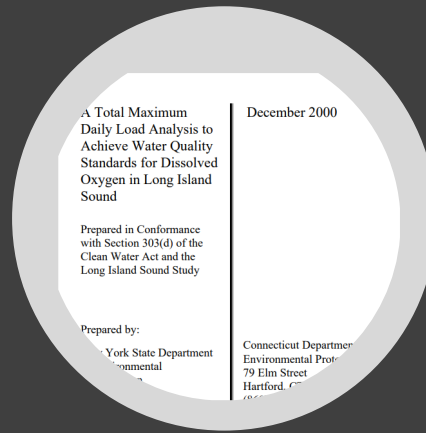 A Total Maximum
Daily Load Analysis to
Achieve Water Quality
Standards for Dissolved
Oxygen in Long Island
Sound
December 2000
Prepared in Conformance
with Section 303(d) of the
Clean Water Act and the
Long Island Sound Study
Prepared by:
York State Department
Connecticut
Environmental
79 Elm Street
Hartford,